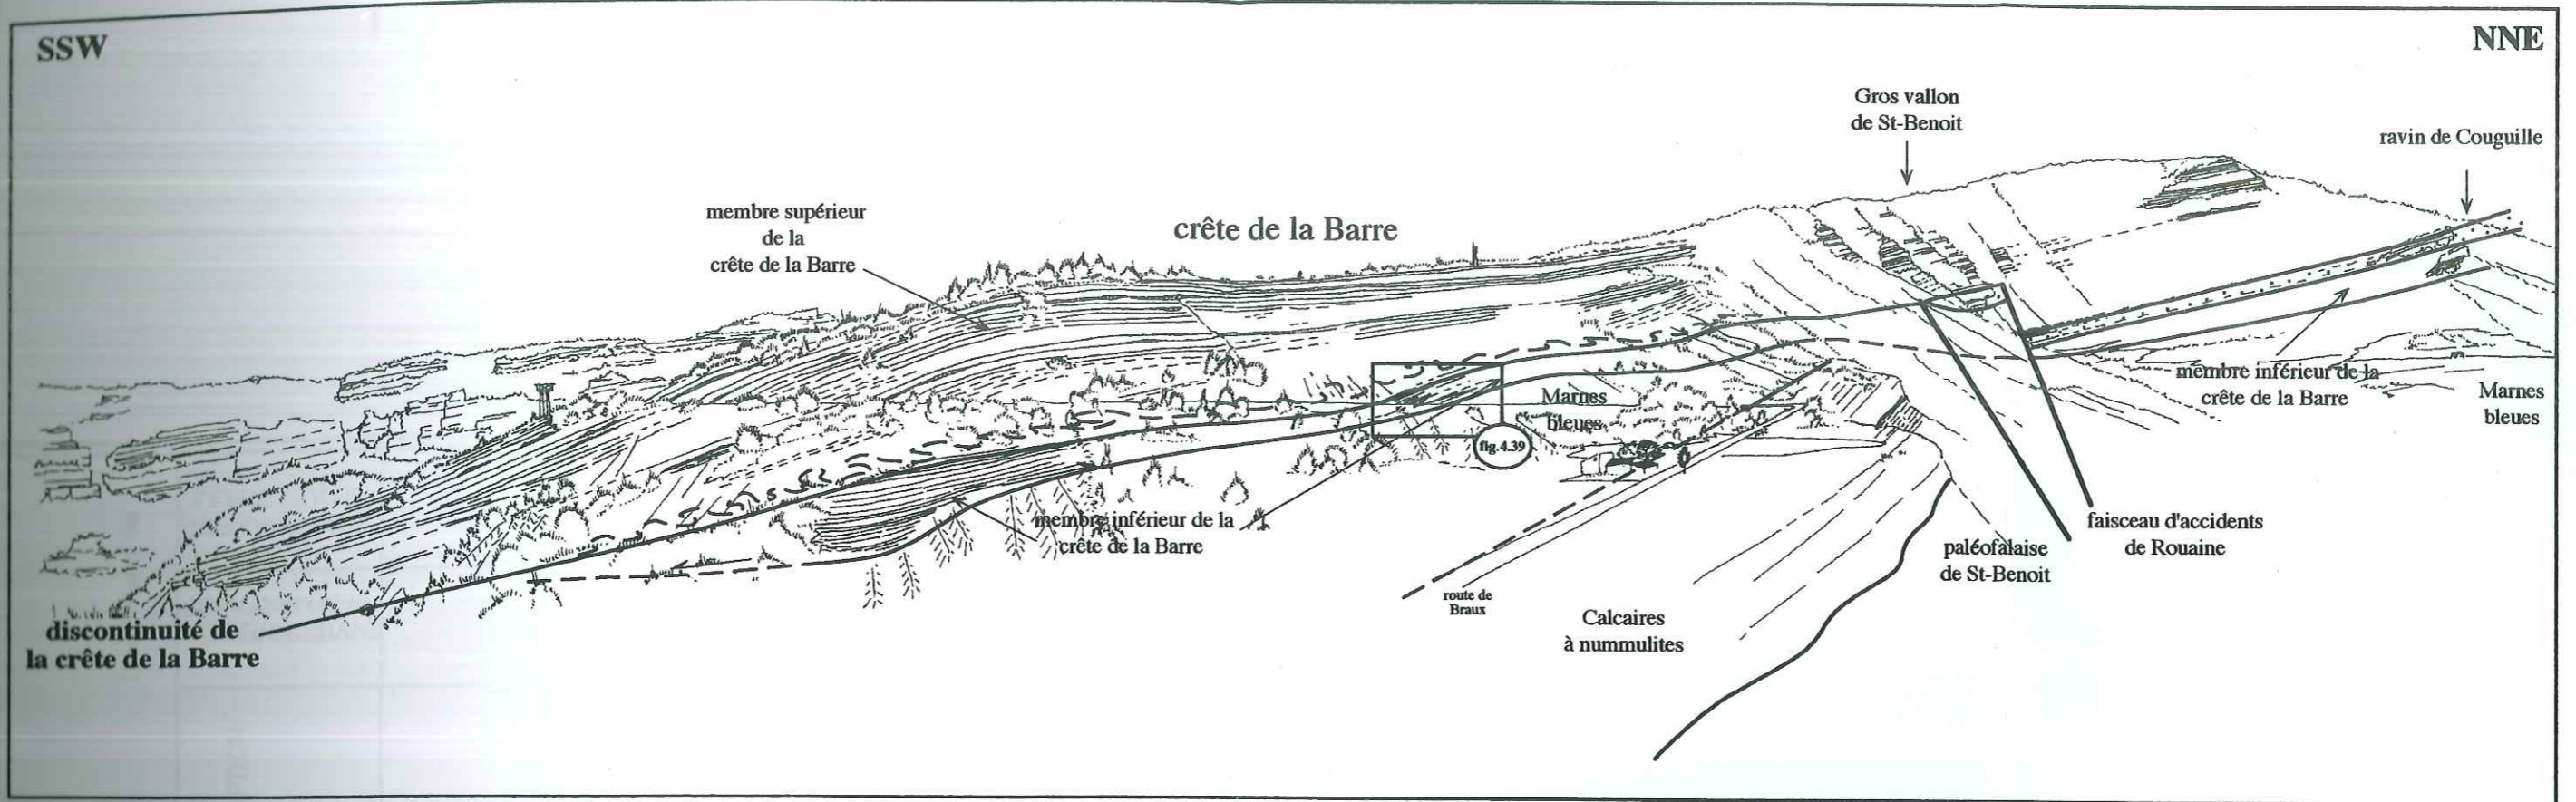 SSW
NNE
Gros vallon
de St-Benoit
ravin de Couguille
membre supérieur
de la
crête de la Barre
crête de la Barre
Marnes
bleues
fig.4.39
membre inférieur de la
crête de la Barre
Marnes
bleues
membre inférieur de la
crête de la Barre
faisceau d'accidents
de Rouaine
paléofalaise
de St-Benoit
route de
Braux
Calcaires
à nummulites
discontinuité de
la crête de la Barre